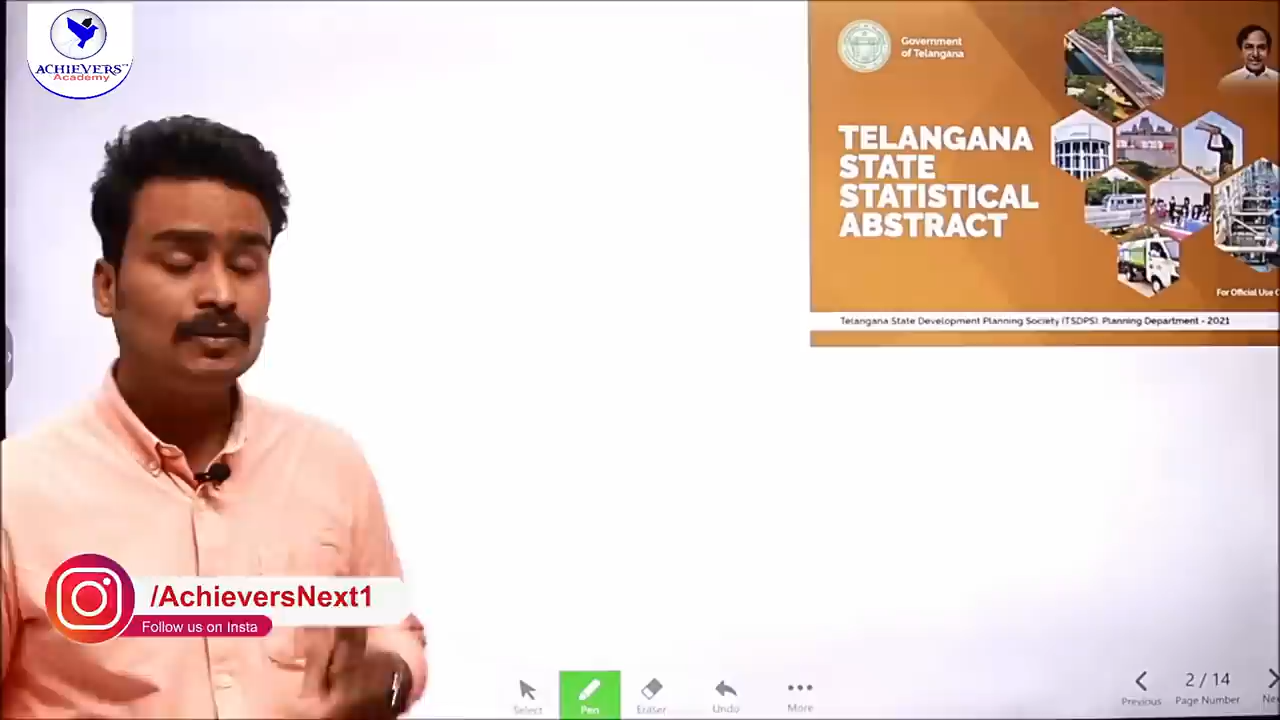 ACHIEVERS
Academy
Government
of Telangana
TELANGANA
STATE
STATISTICAL
ABSTRACT
For Official Use
Telangana State Development Planning Society (TSDPS), Planning Department - 2021
/AchieversNext1
Follow us on Insta
Select
Pen
Eraser
Undo
More
Previous
2 / 14
Page Number